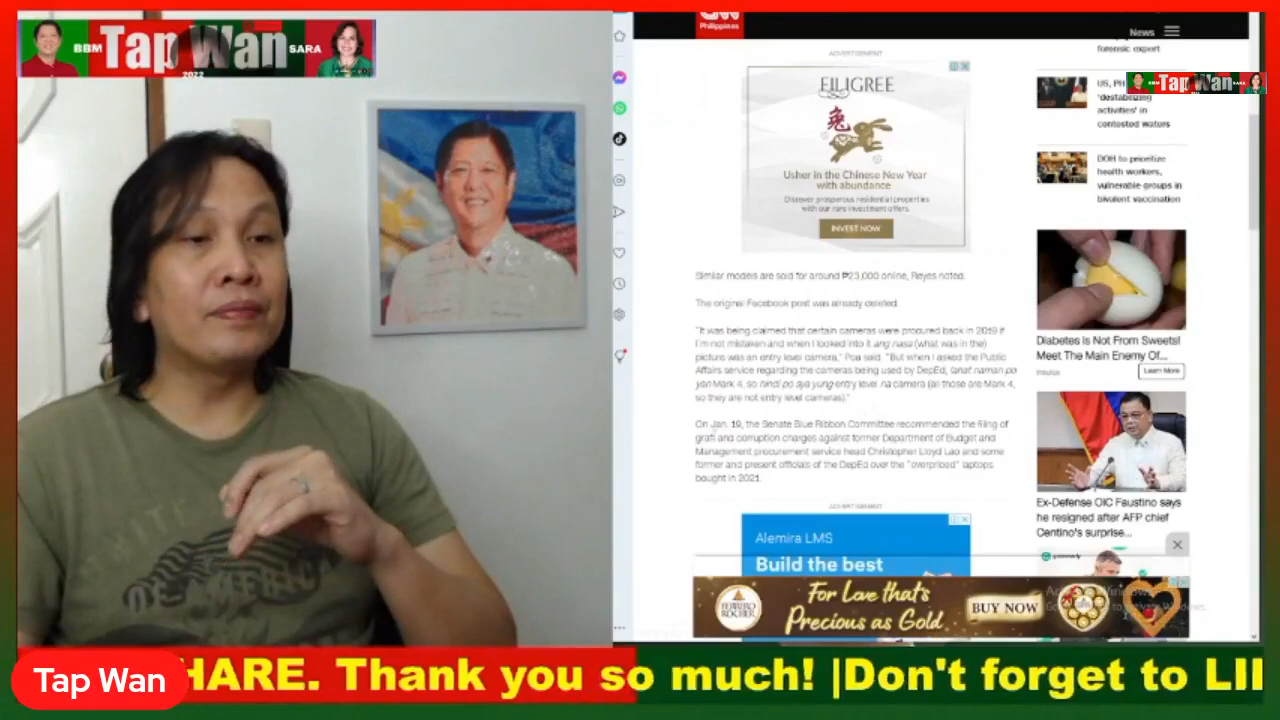 BBM Tap Wan SARA
2022
CNN
Philippines
News
ADVERTISEMENT
FILIGREE
兔
Usher in the Chinese New Year
with abundance
Discover prosperous residential properties
with our rare investment offers.
INVEST NOW
Similar models are sold for around ₱23,000 online, Reyes noted.
The original Facebook post was already deleted.
"It was being claimed that certain cameras were procured back in 2019 if
I'm not mistaken and when I looked into it ang nasa (what was in the)
picture was an entry level camera," Poa said. "But when I asked the Public
Affairs service regarding the cameras being used by DepEd, lahat naman po
yon Mark 4, so hindi po sya yung entry level na camera (all those are Mark 4,
so they are not entry level cameras)."
On Jan. 19, the Senate Blue Ribbon Committee recommended the filing of
graft and corruption charges against former Department of Budget and
Management procurement service head Christopher Lloyd Lao and some
former and present officials of the DepEd over the "overpriced" laptops
bought in 2021.
ADVERTISEMENT
Alemira LMS
Build the best
forensic expert
US, PH
'destabilizing
activities' in
contested waters
Tap Wan
DOH to prioritize
health workers,
vulnerable groups in
bivalent vaccination
Diabetes Is Not From Sweets!
Meet The Main Enemy Of...
Learn More
Ex-Defense OIC Faustino says
he resigned after AFP chief
Centino's surprise...
grammarly
FERRERO
ROCHER
For Love that's
Precious as Gold
BUY NOW
Tap Wan
HARE. Thank you so much! |Don't forget to LI